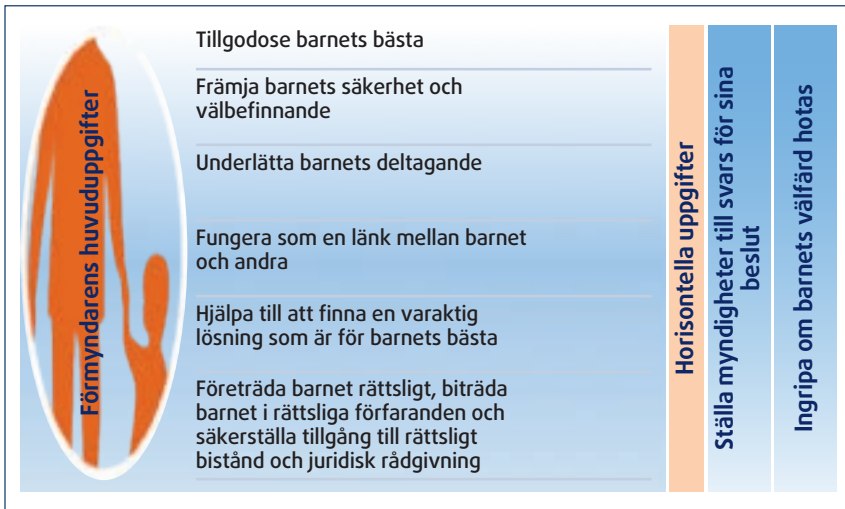 Förmyndarens huvuduppgifter
Tillgodose barnets bästa
Främja barnets säkerhet och
välbefinnande
Underlätta barnets deltagande
Fungera som en länk mellan barnet
och andra
Hjälpa till att finna en varaktig
lösning som är för barnets bästa
Företräda barnet rättsligt, biträda
barnet i rättsliga förfaranden och
säkerställa tillgång till rättsligt
bistånd och juridisk rådgivning
Horisontella uppgifter
Ställa myndigheter till svars för sina
beslut
Ingripa om barnets välfärd hotas